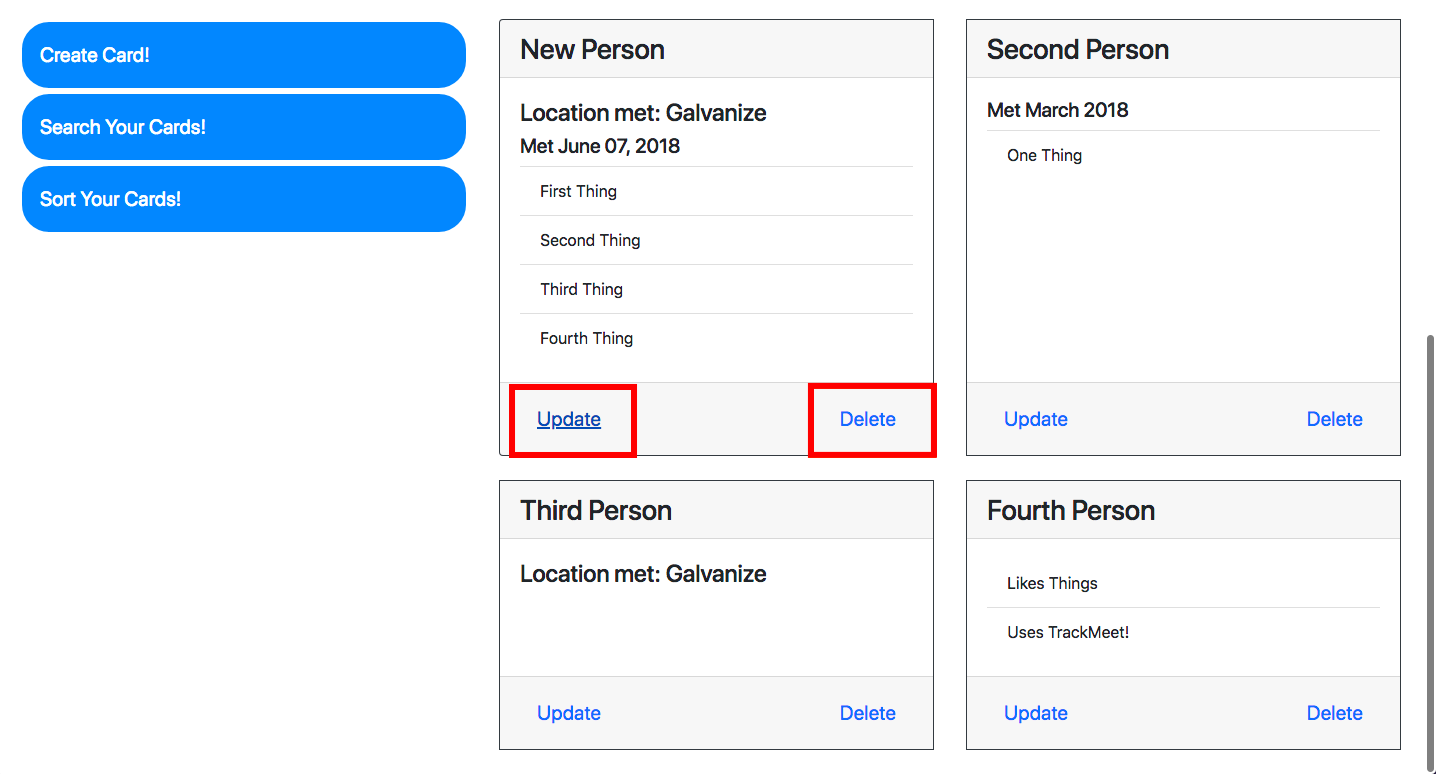 Create Card!
Search Your Cards!
Sort Your Cards!
New Person
Location met: Galvanize
Met June 07, 2018
First Thing
Second Thing
Third Thing
Fourth Thing
Update
Delete
Second Person
Met March 2018
One Thing
Update
Delete
Third Person
Location met: Galvanize
Update
Delete
Fourth Person
Likes Things
Uses TrackMeet!
Update
Delete